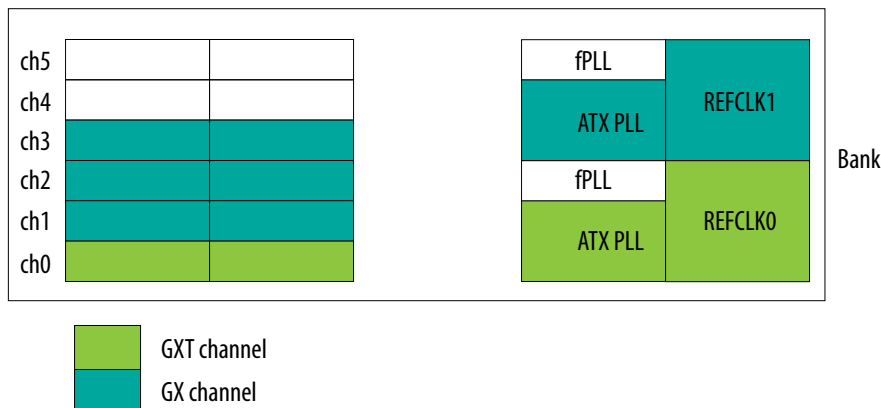 ch5
ch4
ch3
ch2
ch1
ch0
fPLL
ATX PLL
REFCLK1
fPLL
ATX PLL
REFCLK0
Bank
GXT channel
GX channel